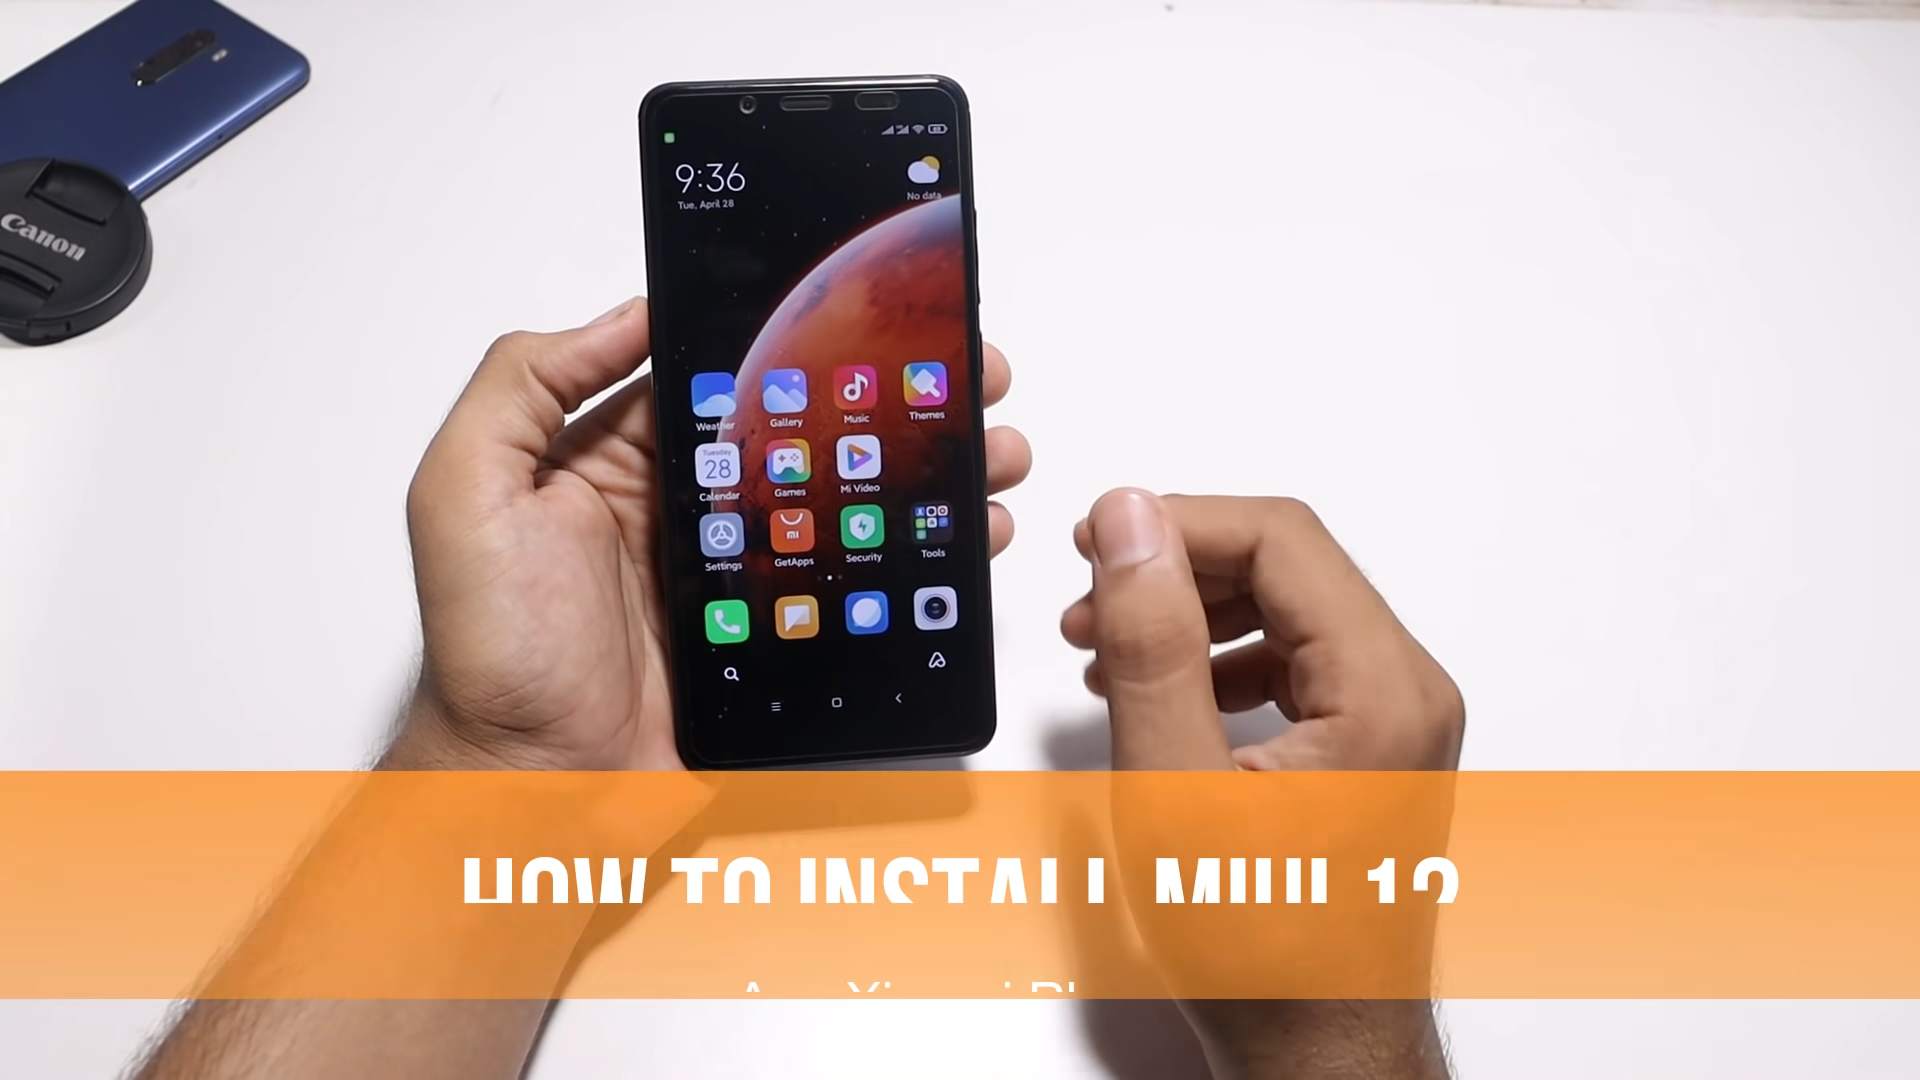 Canon
9:36
Tue, April 28
No data
Weather
Gallery
Music
Themes
Tuesday
28
Calendar
Games
Mi Video
Settings
mi
GetApps
Security
Tools
HOW TO INSTALL MIUI 12